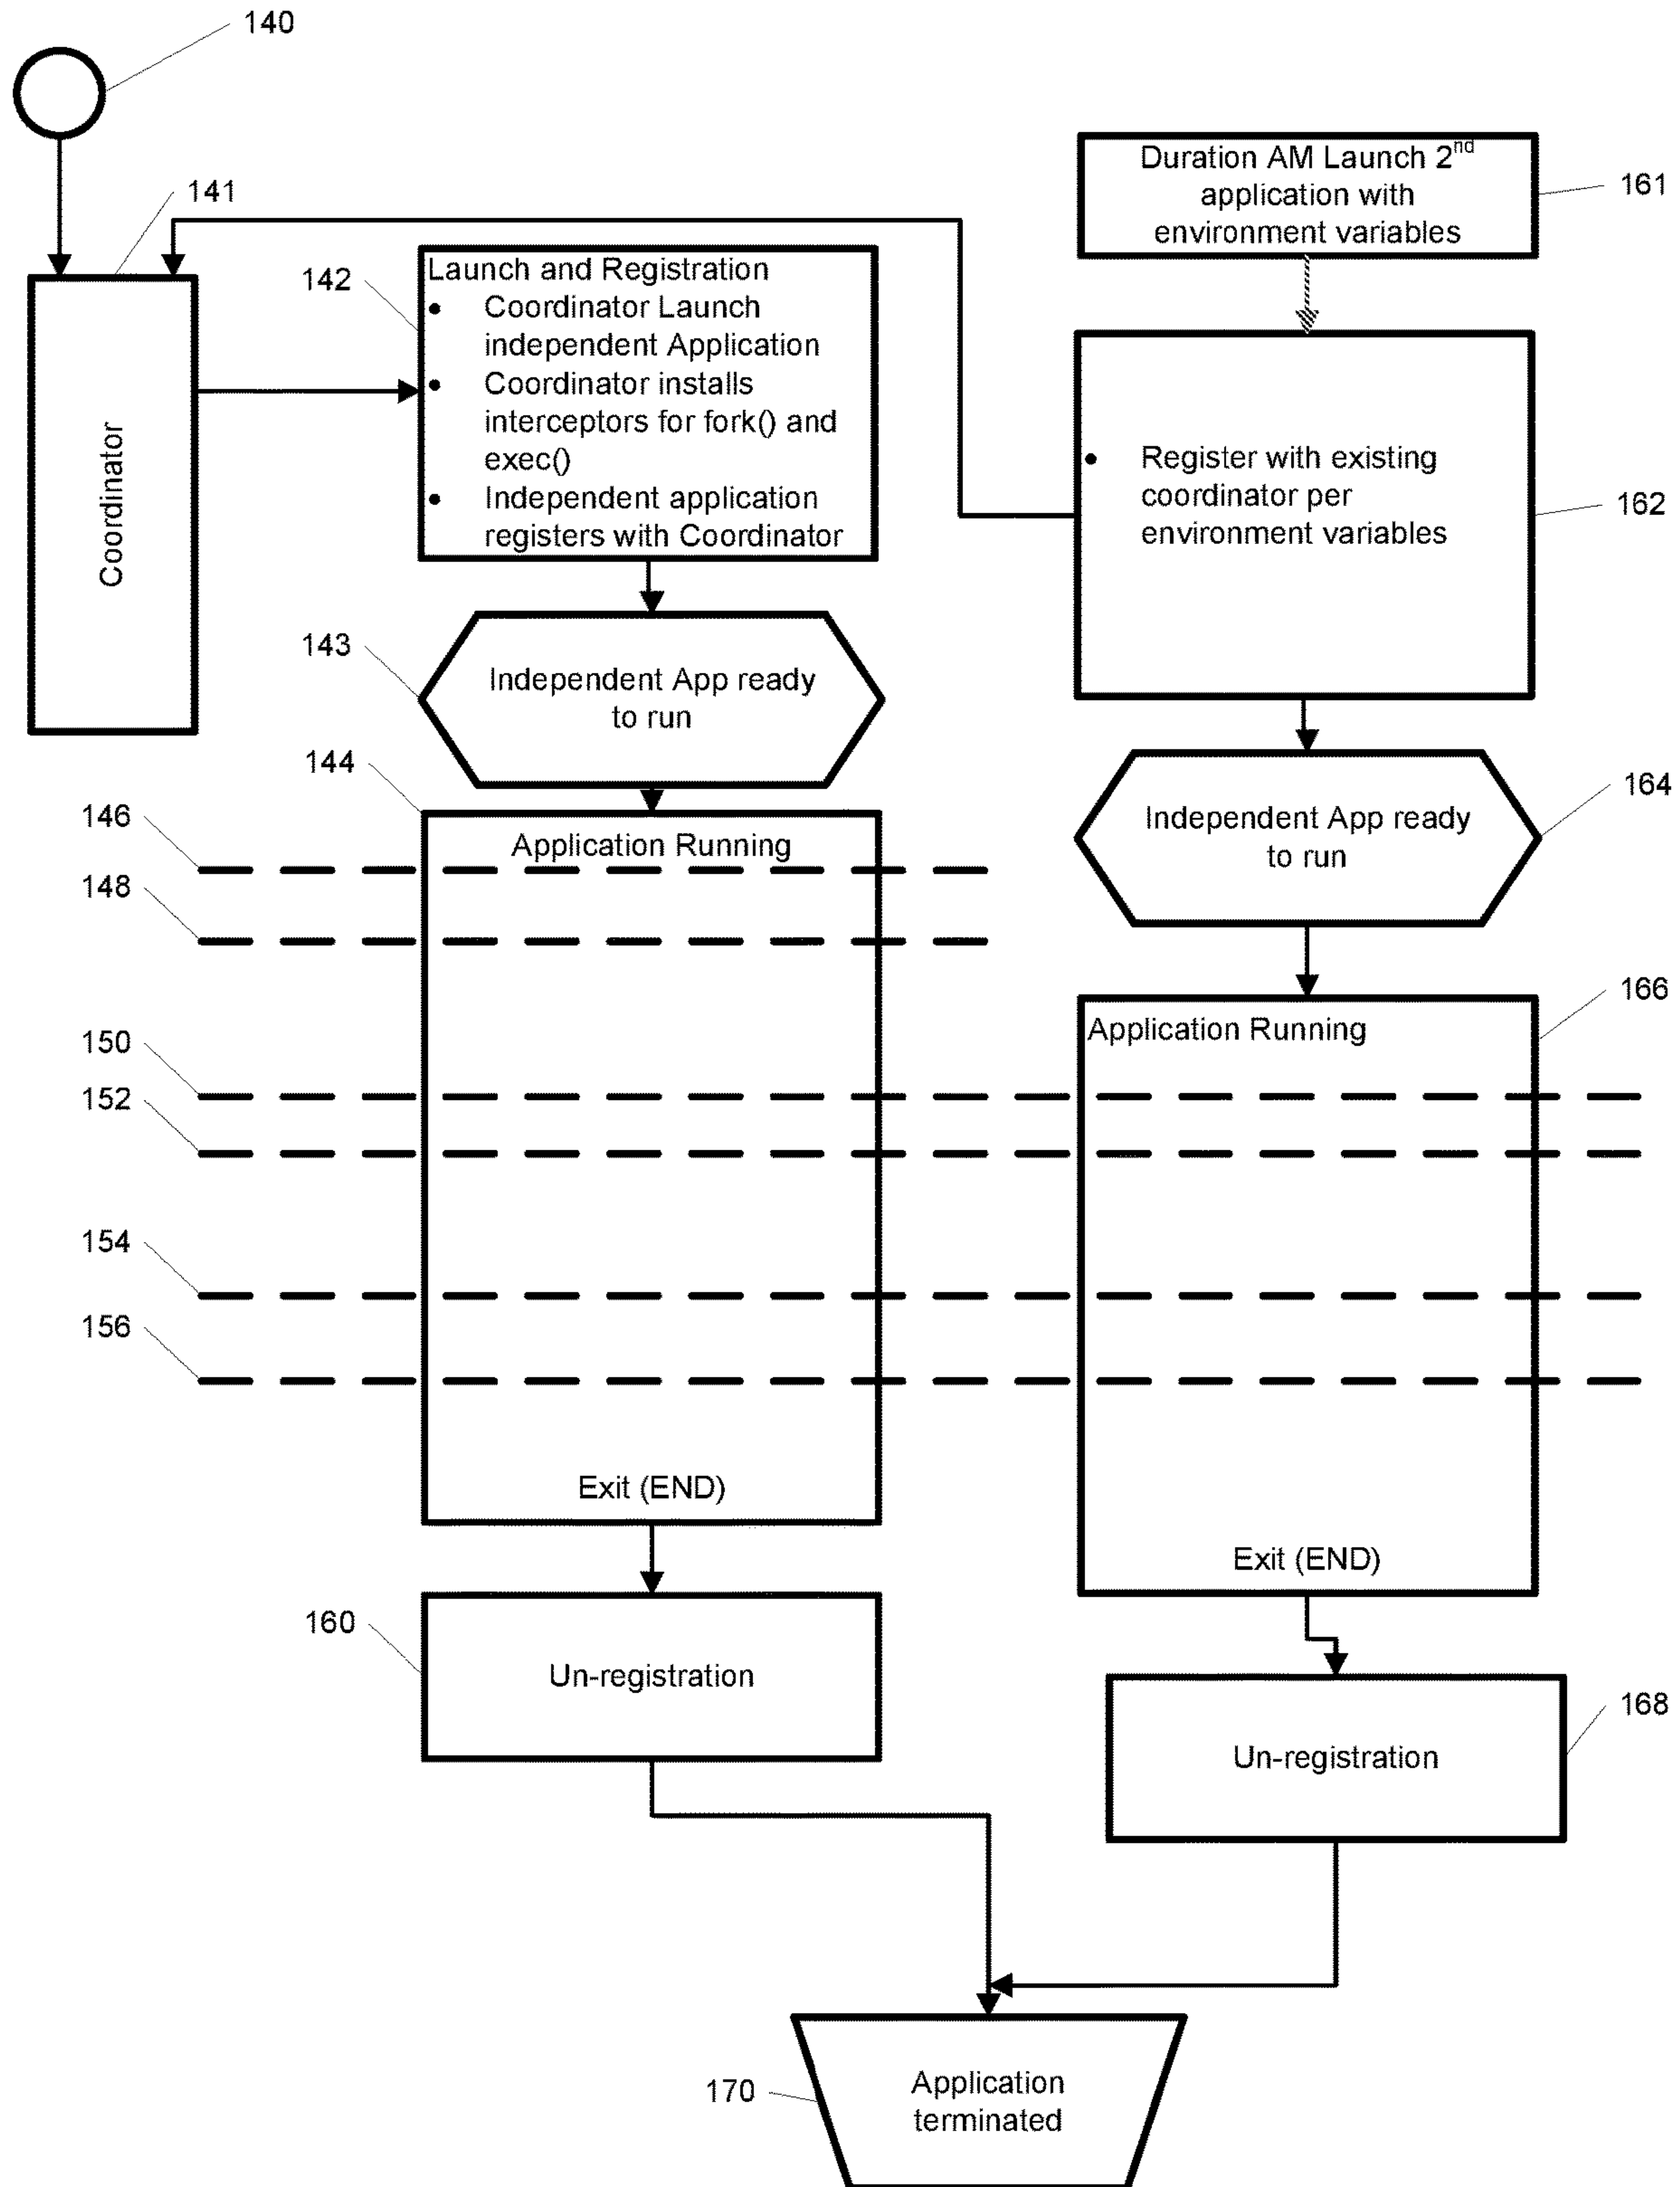 140
Duration AM Launch 2nd
application with
environment variables
161
141
142
Launch and Registration
• Coordinator Launch
independent Application
• Coordinator installs
interceptors for fork() and
exec()
• Independent application
registers with Coordinator
Coordinator
• Register with existing
coordinator per
environment variables
162
143
Independent App ready
to run
144
164
Independent App ready
to run
146
Application Running
148
166
Application Running
150
152
154
156
Exit (END)
Exit (END)
160
Un-registration
168
Un-registration
170
Application
terminated